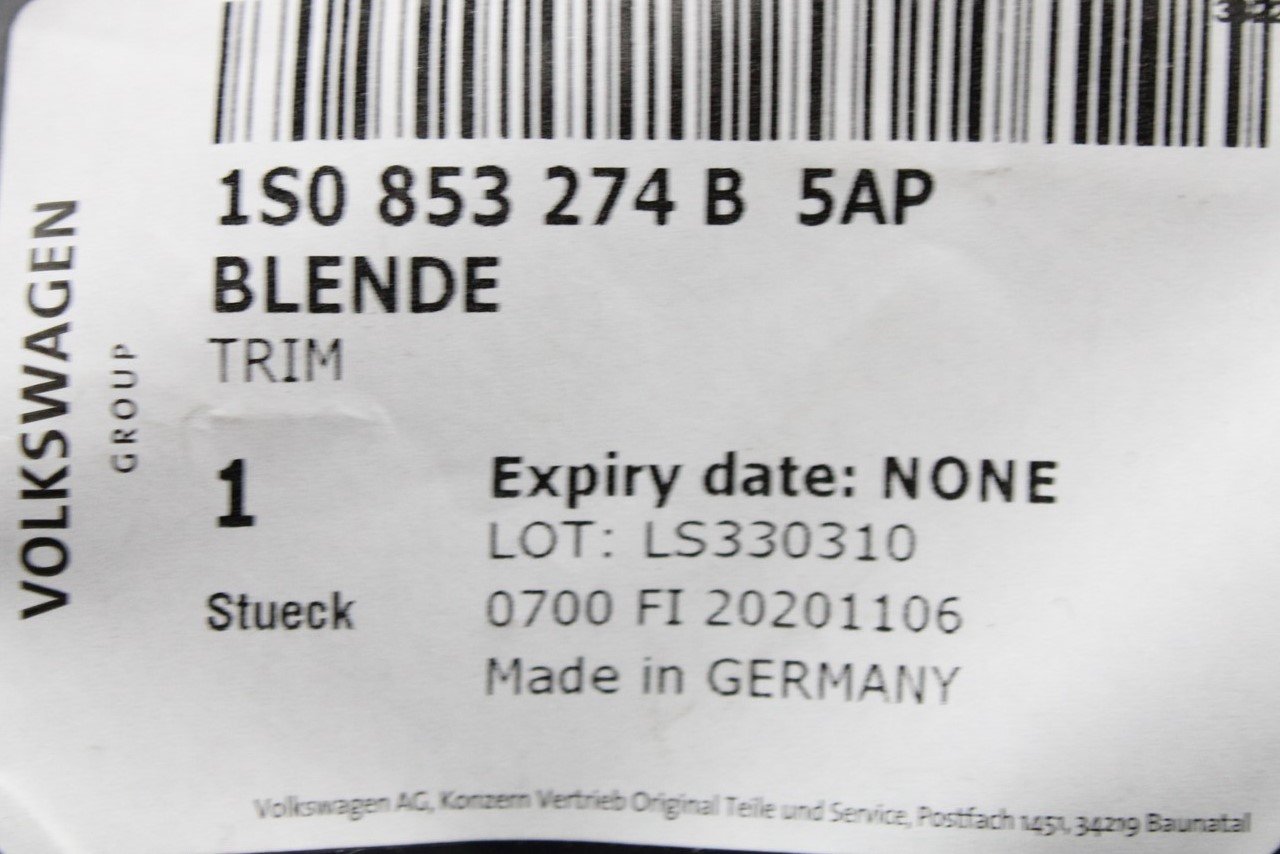 1S0 853 274 B 5AP
BLENDE
TRIM
VOLKSWAGEN
GROUP
1
Expiry date: NONE
LOT: LS330310
Stueck
0700 FI 20201106
Made in GERMANY
Volkswagen AG, Konzern Vertrieb Original Teile und Service, Postfach 1451, 34219 Baunatal